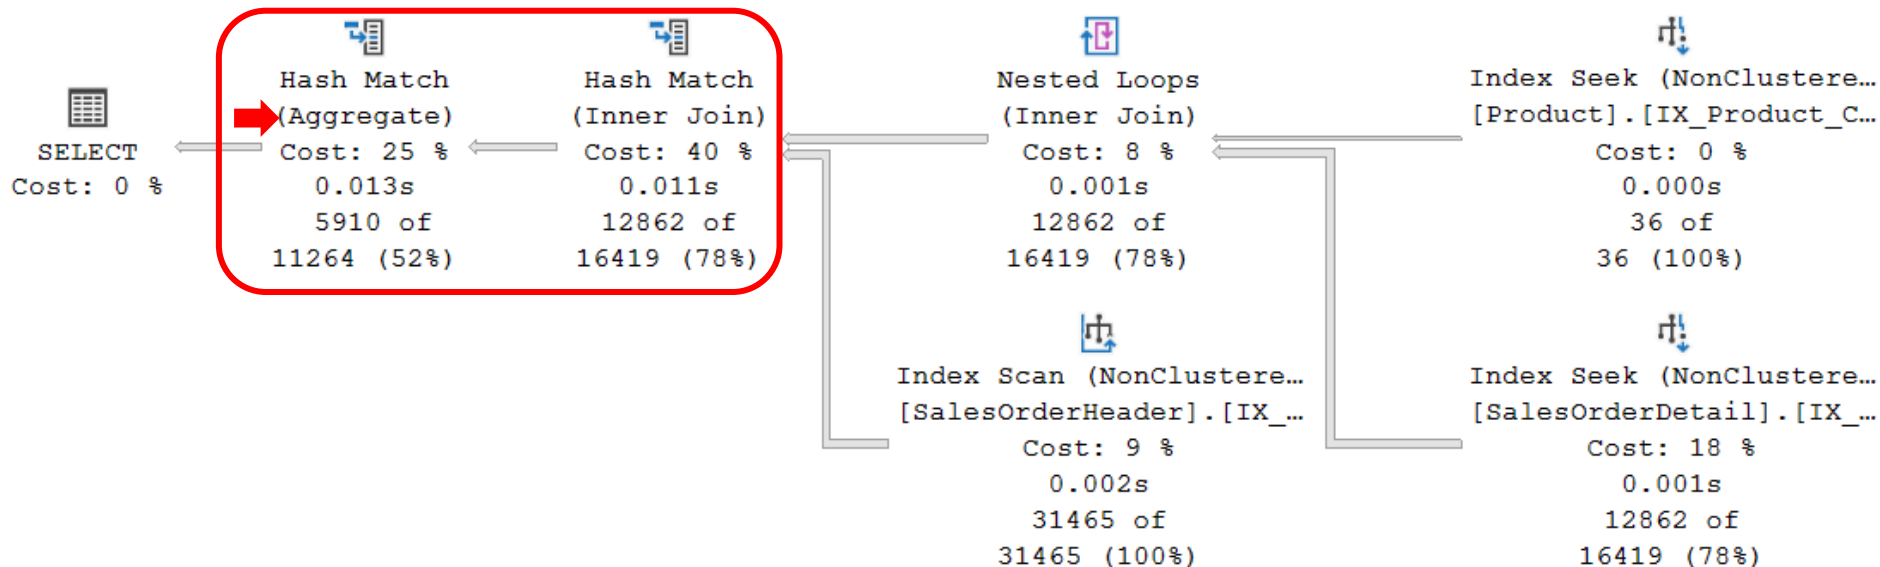 SELECT
Cost: 0 %
Hash Match
(Aggregate)
Cost: 25 %
0.013s
5910 of
11264 (52%)
Hash Match
(Inner Join)
Cost: 40 %
0.011s
12862 of
16419 (78%)
Nested Loops
(Inner Join)
Cost: 8 %
0.001s
12862 of
16419 (78%)
Index Seek (NonClustere…
[Product].[IX_Product_C…
Cost: 0 %
0.000s
36 of
36 (100%)
Index Scan (NonClustere…
[SalesOrderHeader].[IX_…
Cost: 9 %
0.002s
31465 of
31465 (100%)
Index Seek (NonClustere…
[SalesOrderDetail].[IX_…
Cost: 18 %
0.001s
12862 of
16419 (78%)